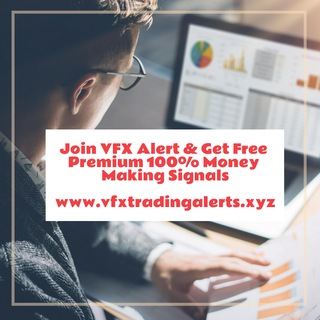 Join VFX Alert & Get Free
Premium 100% Money
Making Signals
www.vfxtradingalerts.xyz